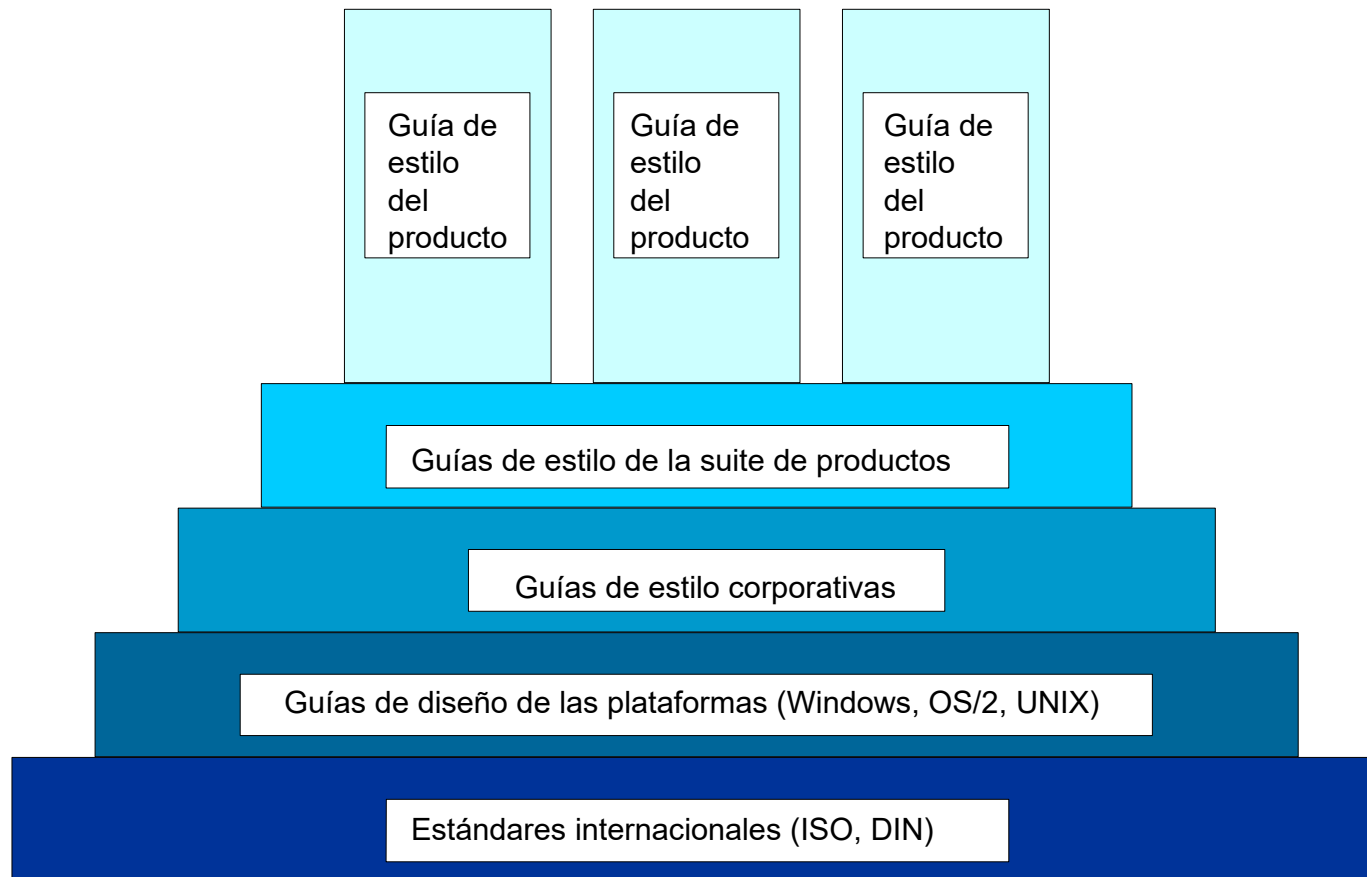 Guía de
estilo
del
producto
Guía de
estilo
del
producto
Guía de
estilo
del
producto
Guías de estilo de la suite de productos
Guías de estilo corporativas
Guías de diseño de las plataformas (Windows, OS/2, UNIX)
Estándares internacionales (ISO, DIN)